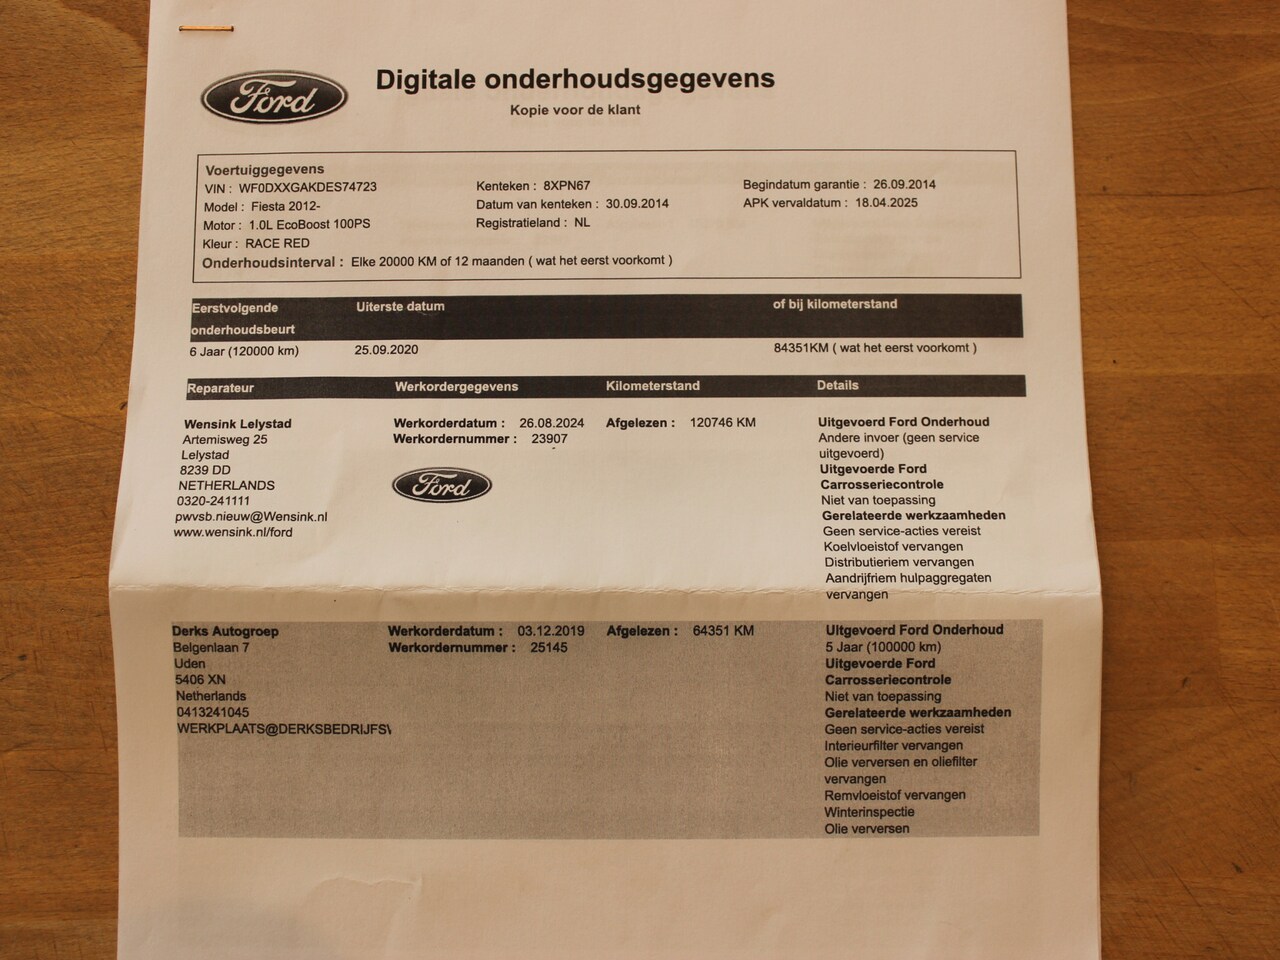 Ford
Digitale onderhoudsgegevens
Kopie voor de klant
Voertuiggegevens
VIN : WF0DXXGAKDES74723
Kenteken : 8XPN67
Begindatum garantie : 26.09.2014
Model : Fiesta 2012-
Datum van kenteken : 30.09.2014
APK vervaldatum : 18.04.2025
Motor : 1.0L EcoBoost 100PS
Registratieland : NL
Kleur : RACE RED
Onderhoudsinterval : Elke 20000 KM of 12 maanden ( wat het eerst voorkomt )
Eerstvolgende onderhoudsbeurt
Uiterste datum
of bij kilometerstand
6 Jaar (120000 km)
25.09.2020
84351KM ( wat het eerst voorkomt )
Reparateur
Werkordergegevens
Kilometerstand
Details
Wensink Lelystad
Artemisweg 25
Lelystad
8239 DD
NETHERLANDS
0320-241111
pwvsb.nieuw@Wensink.nl
www.wensink.nl/ford
Werkorderdatum : 26.08.2024
Werkordernummer : 23907
Ford
Afgelezen : 120746 KM
Uitgevoerd Ford Onderhoud
Andere invoer (geen service
uitgevoerd)
Uitgevoerde Ford
Carrosseriecontrole
Niet van toepassing
Gerelateerde werkzaamheden
Geen service-acties vereist
Koelvloeistof vervangen
Distributieriem vervangen
Aandrijfriem hulpaggregaten
vervangen
Derks Autogroep
Belgenlaan 7
Uden
5406 XN
Netherlands
0413241045
WERKPLAATS@DERKSBEDRIJFS
Werkorderdatum : 03.12.2019
Werkordernummer : 25145
Afgelezen : 64351 KM
Uitgevoerd Ford Onderhoud
5 Jaar (100000 km)
Uitgevoerde Ford
Carrosseriecontrole
Niet van toepassing
Gerelateerde werkzaamheden
Geen service-acties vereist
Interieurfilter vervangen
Olie verversen en oliefilter
vervangen
Remvloeistof vervangen
Winterinspectie
Olie verversen